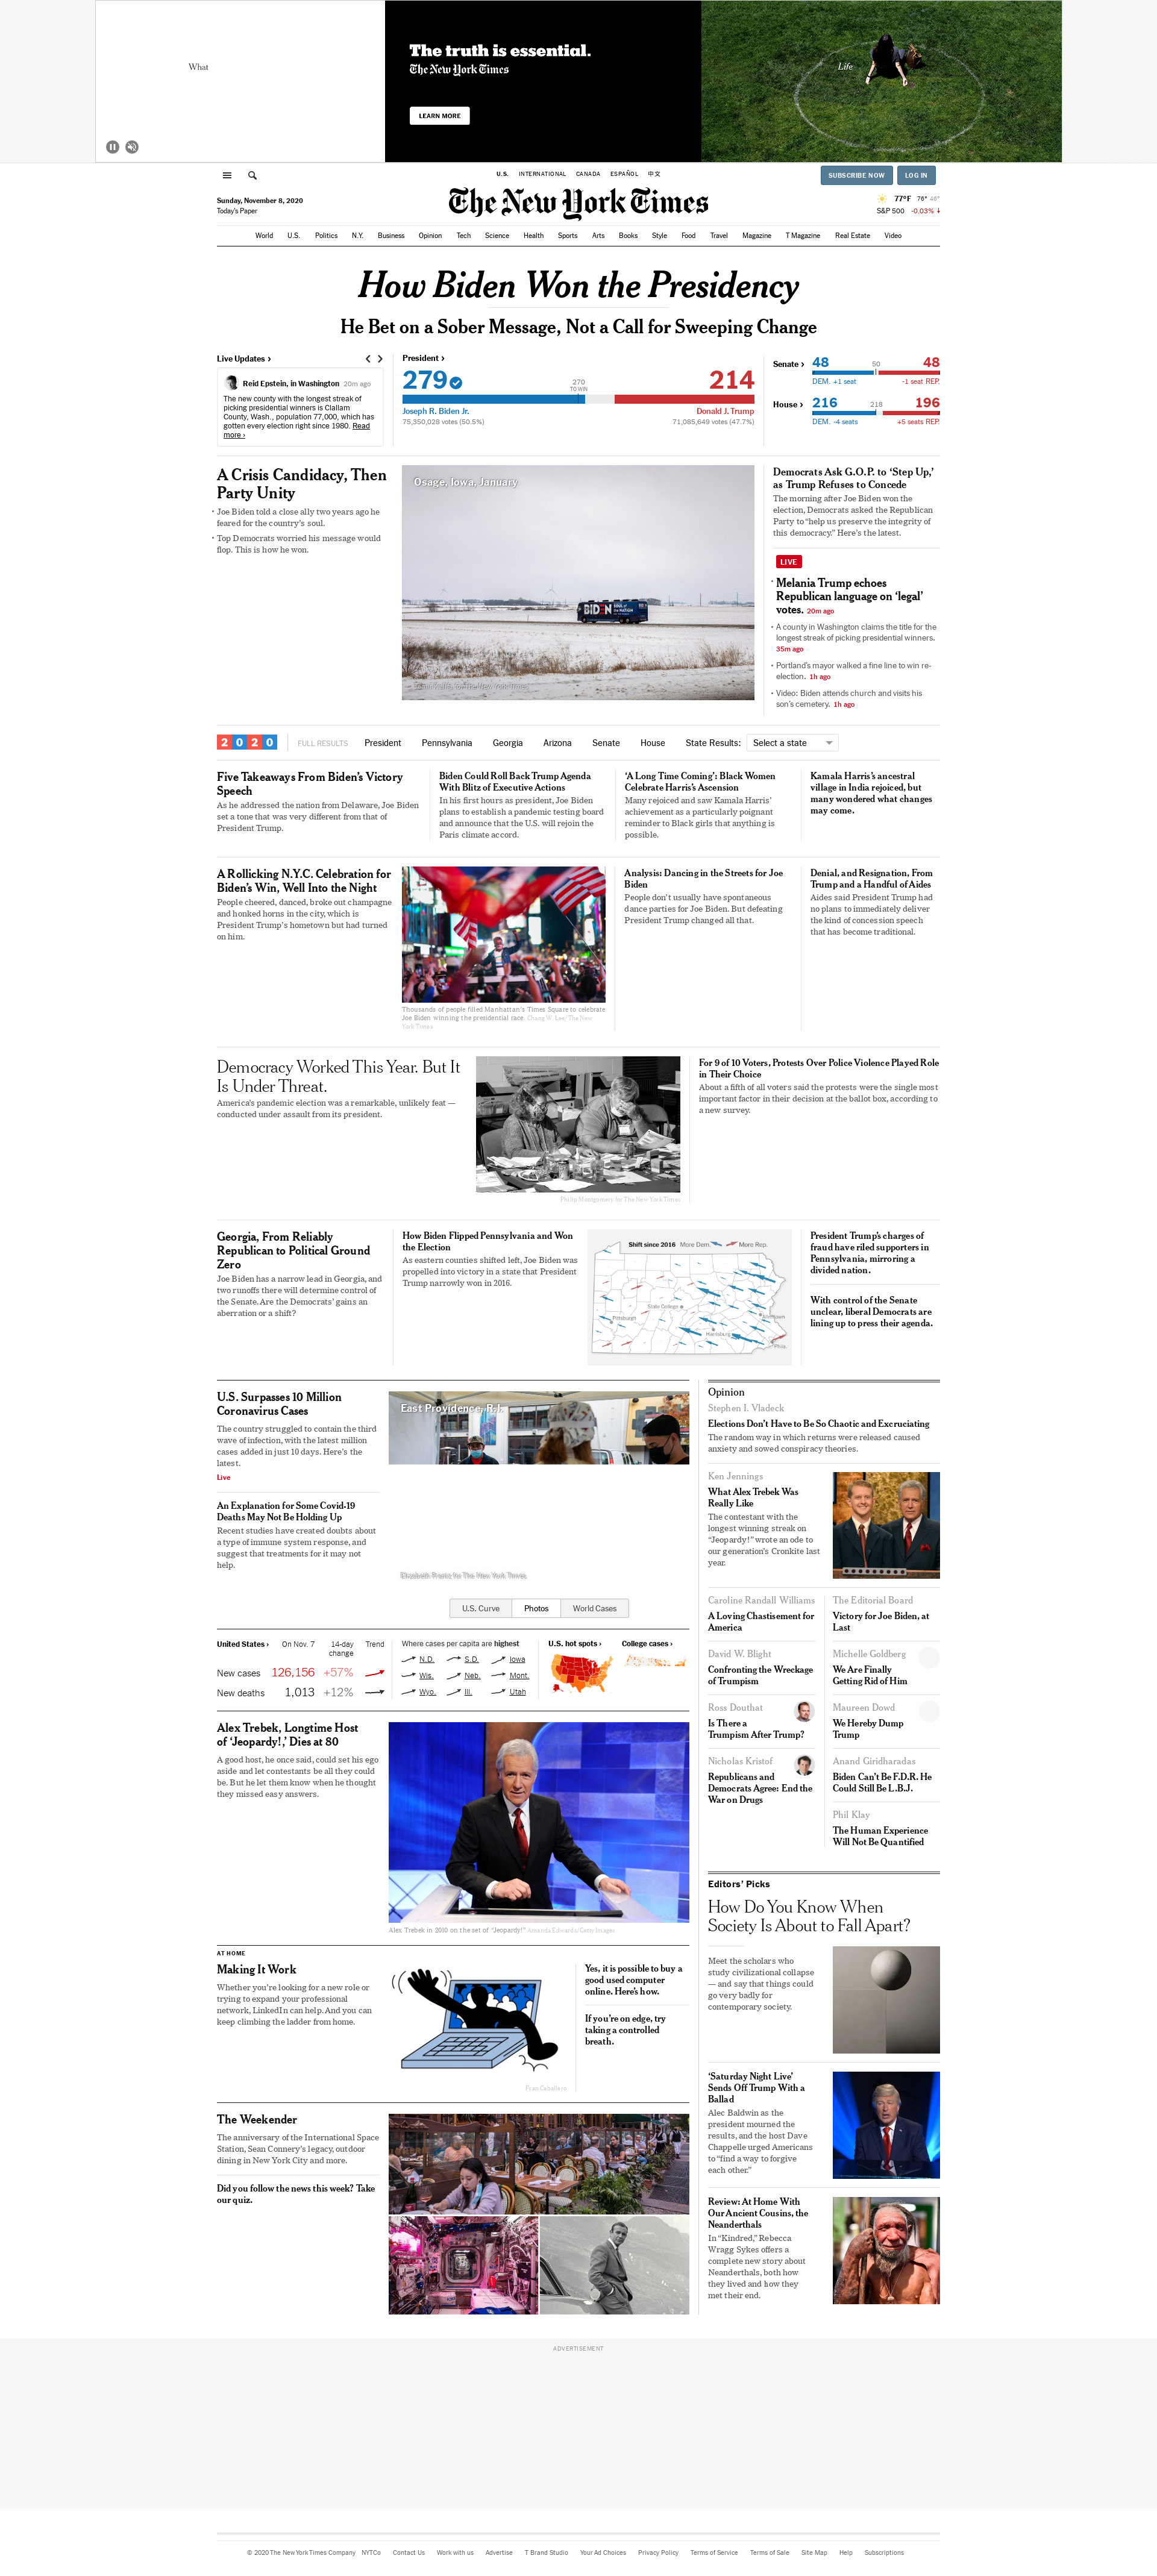 What
The truth is essential.
The New York Times
LEARN MORE
Life
U.S. INTERNATIONAL CANADA ESPAÑOL 中文
SUBSCRIBE NOW LOG IN
Sunday, November 8, 2020
Today's Paper
The New York Times
77°F 78° 48°
S&P 500 -0.03% ↓
World U.S. Politics N.Y. Business Opinion Tech Science Health Sports Arts Books Style Food Travel Magazine T Magazine Real Estate Video
How Biden Won the Presidency
He Bet on a Sober Message, Not a Call for Sweeping Change
Live Updates ›
Reid Epstein, in Washington 20m ago
The new county with the longest streak of
picking presidential winners is Clallam
County, Wash., population 77,000, which has
gotten every election right since 1980. Read
more ›
President ›
279
270
TO WIN
214
Joseph R. Biden Jr.
Donald J. Trump
75,350,028 votes (50.5%)
71,085,649 votes (47.7%)
Senate ›
48 50 48
DEM. +1 seat -1 seat REP.
House ›
216 218 196
DEM. -4 seats +5 seats REP.
A Crisis Candidacy, Then
Party Unity
Joe Biden told a close ally two years ago he
feared for the country's soul.
Top Democrats worried his message would
flop. This is how he won.
Osage, Iowa, January
BIDEN
Democrats Ask G.O.P. to ‘Step Up,’
as Trump Refuses to Concede
The morning after Joe Biden won the
election, Democrats asked the Republican
Party to “help us preserve the integrity of
this democracy.” Here's the latest.
LIVE
Melania Trump echoes
Republican language on ‘legal’
votes. 20m ago
A county in Washington claims the title for the
longest streak of picking presidential winners.
35m ago
Portland's mayor walked a fine line to win re-
election. 1h ago
Video: Biden attends church and visits his
son's cemetery. 1h ago
2020
FULL RESULTS President Pennsylvania Georgia Arizona Senate House State Results: Select a state
Five Takeaways From Biden's Victory
Speech
As he addressed the nation from Delaware, Joe Biden
set a tone that was very different from that of
President Trump.
Biden Could Roll Back Trump Agenda
With Blitz of Executive Actions
In his first hours as president, Joe Biden
plans to establish a pandemic testing board
and announce that the U.S. will rejoin the
Paris climate accord.
‘A Long Time Coming’: Black Women
Celebrate Harris's Ascension
Many rejoiced and saw Kamala Harris'
achievement as a particularly poignant
reminder to Black girls that anything is
possible.
Kamala Harris's ancestral
village in India rejoiced, but
many wondered what changes
may come.
A Rollicking N.Y.C. Celebration for
Biden's Win, Well Into the Night
People cheered, danced, broke out champagne
and honked horns in the city, which is
President Trump's hometown but had turned
on him.
Thousands of people filled Manhattan's Times Square to celebrate
Joe Biden winning the presidential race. Chang W. Lee/The New
York Times
Analysis: Dancing in the Streets for Joe
Biden
People don't usually have spontaneous
dance parties for Joe Biden. But defeating
President Trump changed all that.
Denial, and Resignation, From
Trump and a Handful of Aides
Aides said President Trump had
no plans to immediately deliver
the kind of concession speech
that has become traditional.
Democracy Worked This Year. But It
Is Under Threat.
America's pandemic election was a remarkable, unlikely feat —
conducted under assault from its president.
Philip Montgomery for The New York Times
For 9 of 10 Voters, Protests Over Police Violence Played Role
in Their Choice
About a fifth of all voters said the protests were the single most
important factor in their decision at the ballot box, according to
a new survey.
Georgia, From Reliably
Republican to Political Ground
Zero
Joe Biden has a narrow lead in Georgia, and
two runoffs there will determine control of
the Senate. Are the Democrats' gains an
aberration or a shift?
How Biden Flipped Pennsylvania and Won
the Election
As eastern counties shifted left, Joe Biden was
propelled into victory in a state that President
Trump narrowly won in 2016.
Shift since 2016 More Dem. More Rep.
State College
Pittsburgh
Allentown
Harrisburg
Phila.
President Trump's charges of
fraud have riled supporters in
Pennsylvania, mirroring a
divided nation.
With control of the Senate
unclear, liberal Democrats are
lining up to press their agenda.
U.S. Surpasses 10 Million
Coronavirus Cases
The country struggled to contain the third
wave of infection, with the latest million
cases added in just 10 days. Here's the
latest.
Live
An Explanation for Some Covid-19
Deaths May Not Be Holding Up
Recent studies have created doubts about
a type of immune system response, and
suggest that treatments for it may not
help.
East Providence, R.I.
Elizabeth Frantz for The New York Times
U.S. Curve Photos World Cases
United States › On Nov. 7 14-day Trend
change
New cases 126,156 +57%
New deaths 1,013 +12%
Where cases per capita are highest
N.D. S.D. Iowa
Wis. Neb. Mont.
Wyo. Ill. Utah
U.S. hot spots ›
College cases ›
Alex Trebek, Longtime Host
of ‘Jeopardy!,’ Dies at 80
A good host, he once said, could set his ego
aside and let contestants be all they could
be. But he let them know when he thought
they missed easy answers.
Alex Trebek in 2010 on the set of “Jeopardy!” Amanda Edwards/Getty Images
AT HOME
Making It Work
Whether you're looking for a new role or
trying to expand your professional
network, LinkedIn can help. And you can
keep climbing the ladder from home.
Fran Caballero
Yes, it is possible to buy a
good used computer
online. Here's how.
If you're on edge, try
taking a controlled
breath.
The Weekender
The anniversary of the International Space
Station, Sean Connery's legacy, outdoor
dining in New York City and more.
Did you follow the news this week? Take
our quiz.
Opinion
Stephen I. Vladeck
Elections Don't Have to Be So Chaotic and Excruciating
The random way in which returns were released caused
anxiety and sowed conspiracy theories.
Ken Jennings
What Alex Trebek Was
Really Like
The contestant with the
longest winning streak on
“Jeopardy!” wrote an ode to
our generation's Cronkite last
year.
Caroline Randall Williams
A Loving Chastisement for
America
The Editorial Board
Victory for Joe Biden, at
Last
David W. Blight
Confronting the Wreckage
of Trumpism
Michelle Goldberg
We Are Finally
Getting Rid of Him
Ross Douthat
Is There a
Trumpism After Trump?
Maureen Dowd
We Hereby Dump
Trump
Nicholas Kristof
Republicans and
Democrats Agree: End the
War on Drugs
Anand Giridharadas
Biden Can't Be F.D.R. He
Could Still Be L.B.J.
Phil Klay
The Human Experience
Will Not Be Quantified
Editors' Picks
How Do You Know When
Society Is About to Fall Apart?
Meet the scholars who
study civilizational collapse
— and say that things could
go very badly for
contemporary society.
‘Saturday Night Live’
Sends Off Trump With a
Ballad
Alec Baldwin as the
president mourned the
results, and the host Dave
Chappelle urged Americans
to “find a way to forgive
each other.”
Review: At Home With
Our Ancient Cousins, the
Neanderthals
In “Kindred,” Rebecca
Wragg Sykes offers a
complete new story about
Neanderthals, both how
they lived and how they
met their end.
ADVERTISEMENT
© 2020 The New York Times Company NYTCo Contact Us Work with us Advertise T Brand Studio Your Ad Choices Privacy Policy Terms of Service Terms of Sale Site Map Help Subscriptions